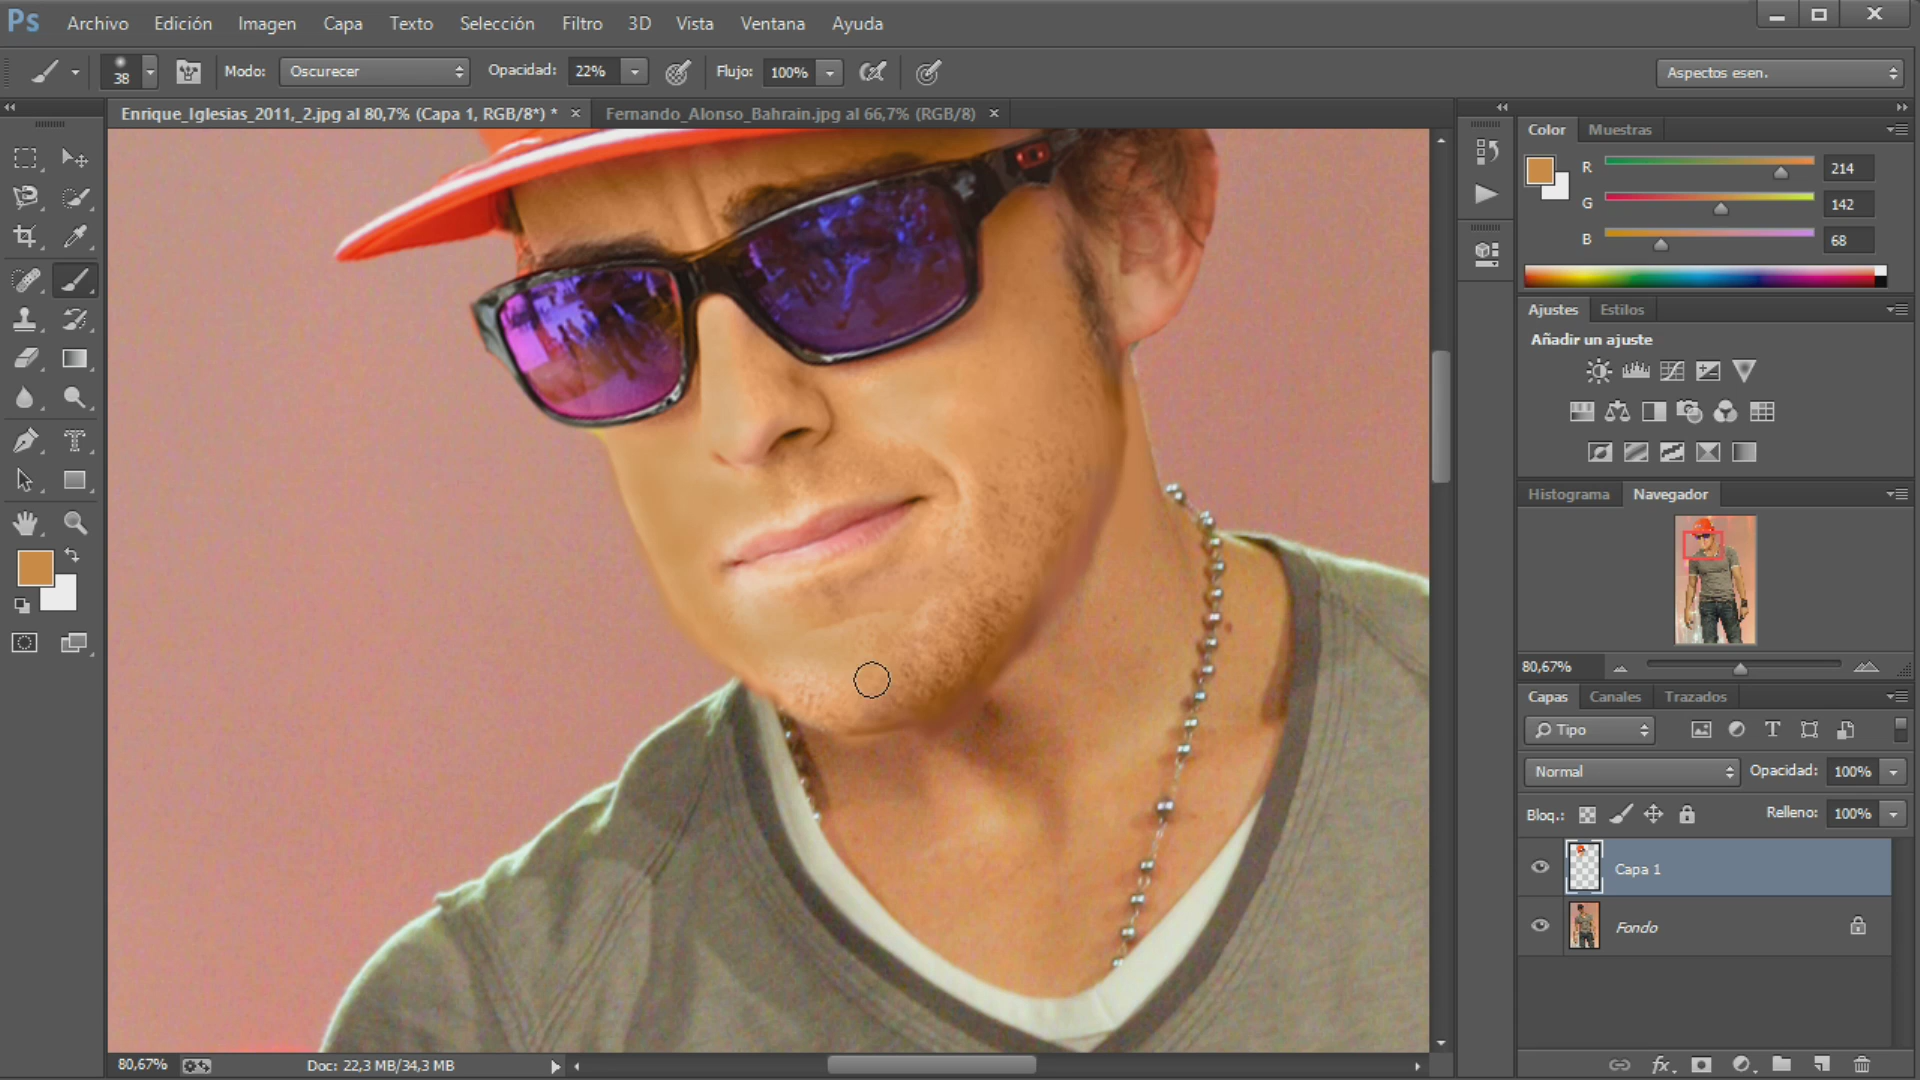 Ps Archivo Edición Imagen Capa Texto Selección Filtro 3D Vista Ventana Ayuda
38 Modo: Oscurecer Opacidad: 22% Flujo: 100% Aspectos esen.
Enrique_Iglesias_2011,_2.jpg al 80,7% (Capa 1, RGB/8*) * Fernando_Alonso_Bahrain.jpg al 66,7% (RGB/8)
Color Muestras
R 214
G 142
B 68
Ajustes Estilos
Añadir un ajuste
Histograma Navegador
80,67%
Capas Canales Trazados
Tipo
Normal Opacidad: 100%
Bloq.: Relleno: 100%
Capa 1
Fondo
80,67% Doc: 22,3 MB/34,3 MB